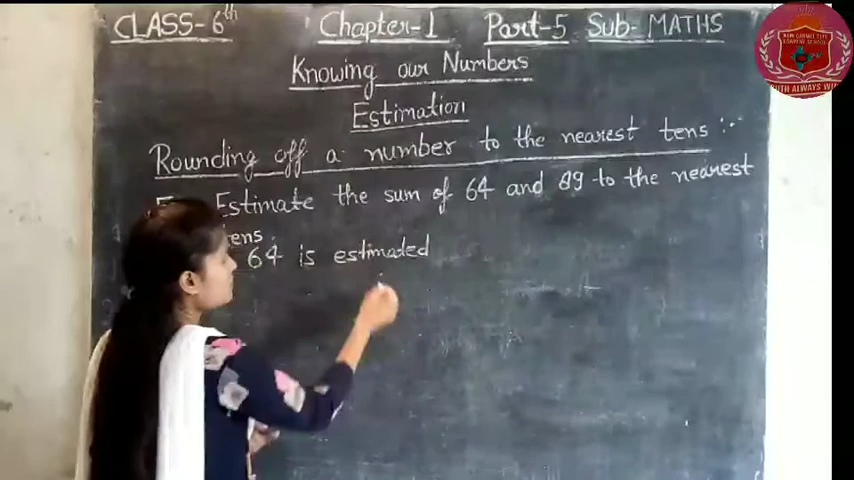 CLASS-6th Chapter-1 Part-5 Sub-MATHS
Knowing our Numbers
Estimation
Rounding off a number to the nearest tens :-
Estimate the sum of 64 and 89 to the nearest
tens
64 is estimated